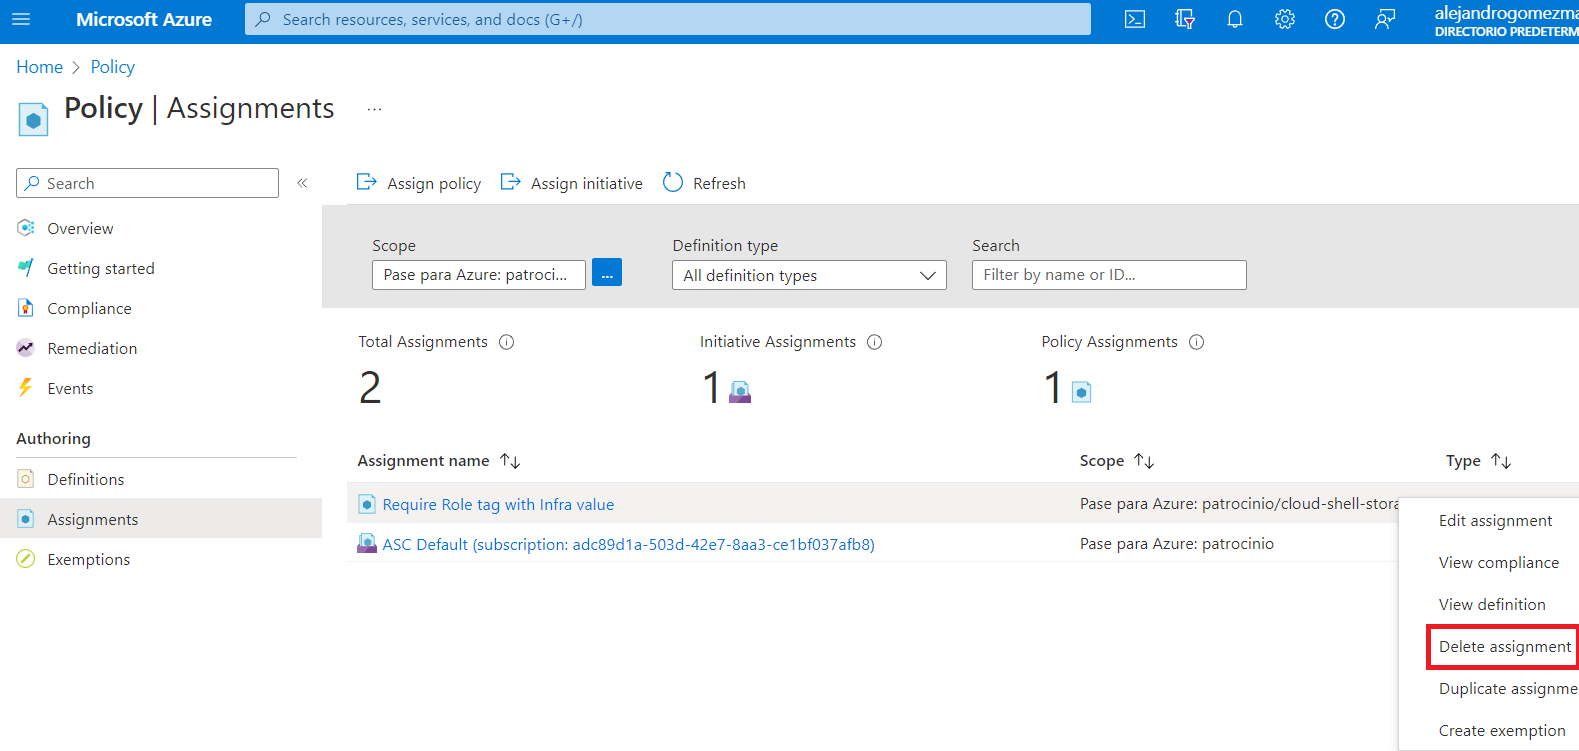 Microsoft Azure
Search resources, services, and docs (G+/)
alejandrogomezma
DIRECTORIO PREDETERM
Home > Policy
Policy | Assignments ...
Search «
Assign policy Assign initiative Refresh
Overview
Getting started
Compliance
Remediation
Events
Authoring
Definitions
Assignments
Exemptions
Scope Definition type Search
Pase para Azure: patroci... ... All definition types Filter by name or ID...
Total Assignments Initiative Assignments Policy Assignments
2 1 1
Assignment name ↑↓ Scope ↑↓ Type ↑↓
Require Role tag with Infra value Pase para Azure: patrocinio/cloud-shell-stora
ASC Default (subscription: adc89d1a-503d-42e7-8aa3-ce1bf037afb8) Pase para Azure: patrocinio
Edit assignment
View compliance
View definition
Delete assignment
Duplicate assignme
Create exemption